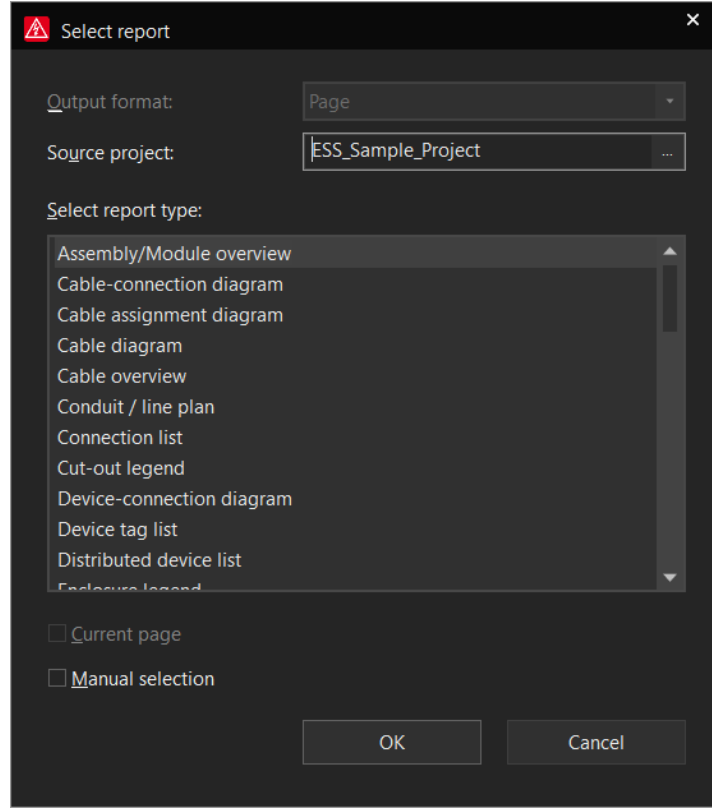 Select report
Output format: Page
Source project: ESS_Sample_Project ...
Select report type:
Assembly/Module overview
Cable-connection diagram
Cable assignment diagram
Cable diagram
Cable overview
Conduit / line plan
Connection list
Cut-out legend
Device-connection diagram
Device tag list
Distributed device list
Enclosure legend
Current page
Manual selection
OK Cancel